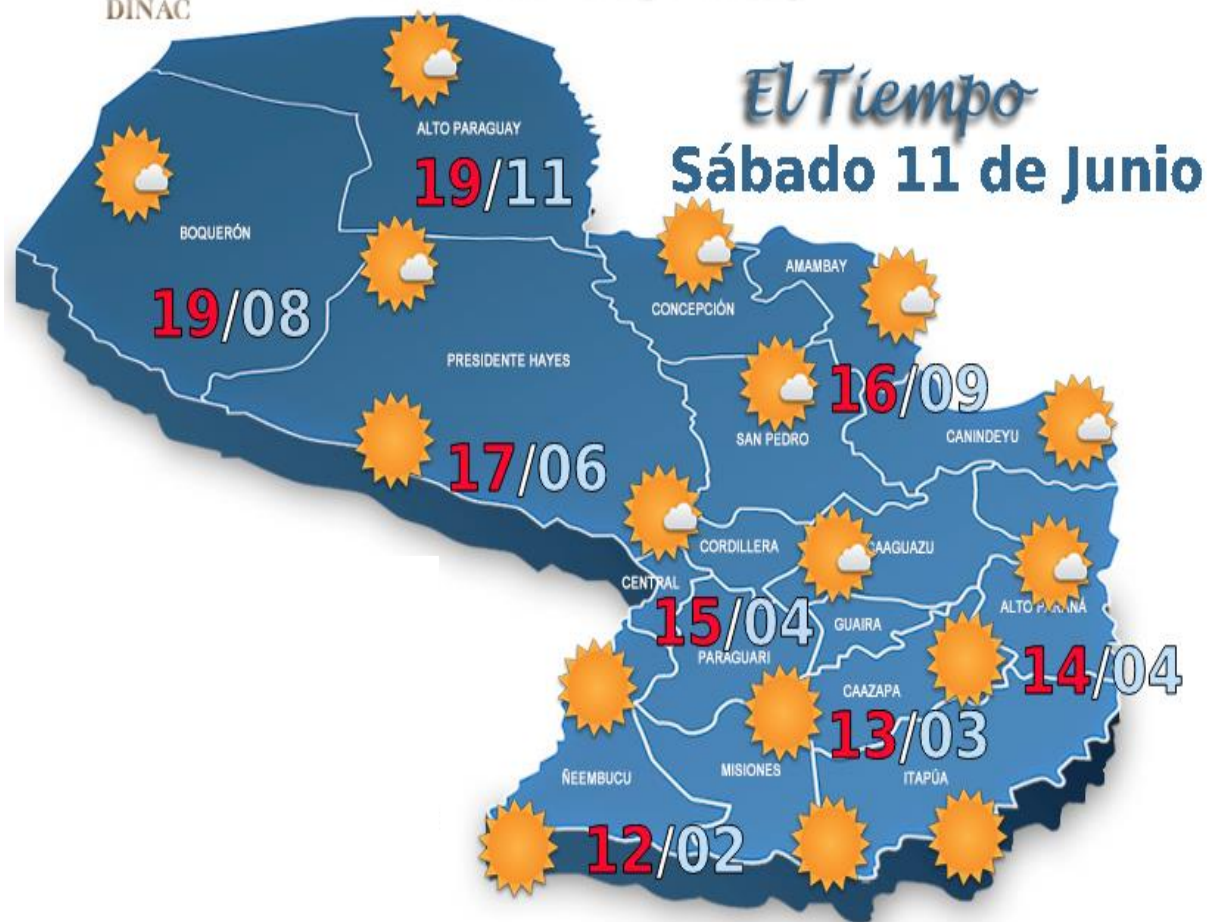 DINAC
El Tiempo
Sábado 11 de Junio
ALTO PARAGUAY
19/11
BOQUERÓN
19/08
AMAMBAY
CONCEPCIÓN
PRESIDENTE HAYES
16/09
SAN PEDRO
CANINDEYU
17/06
CORDILLERA
CAAGUAZU
CENTRAL
ALTO PARANÁ
15/04
GUAIRA
PARAGUARI
14/04
CAAZAPA
13/03
MISIONES
ÑEEMBUCU
ITAPÚA
12/02